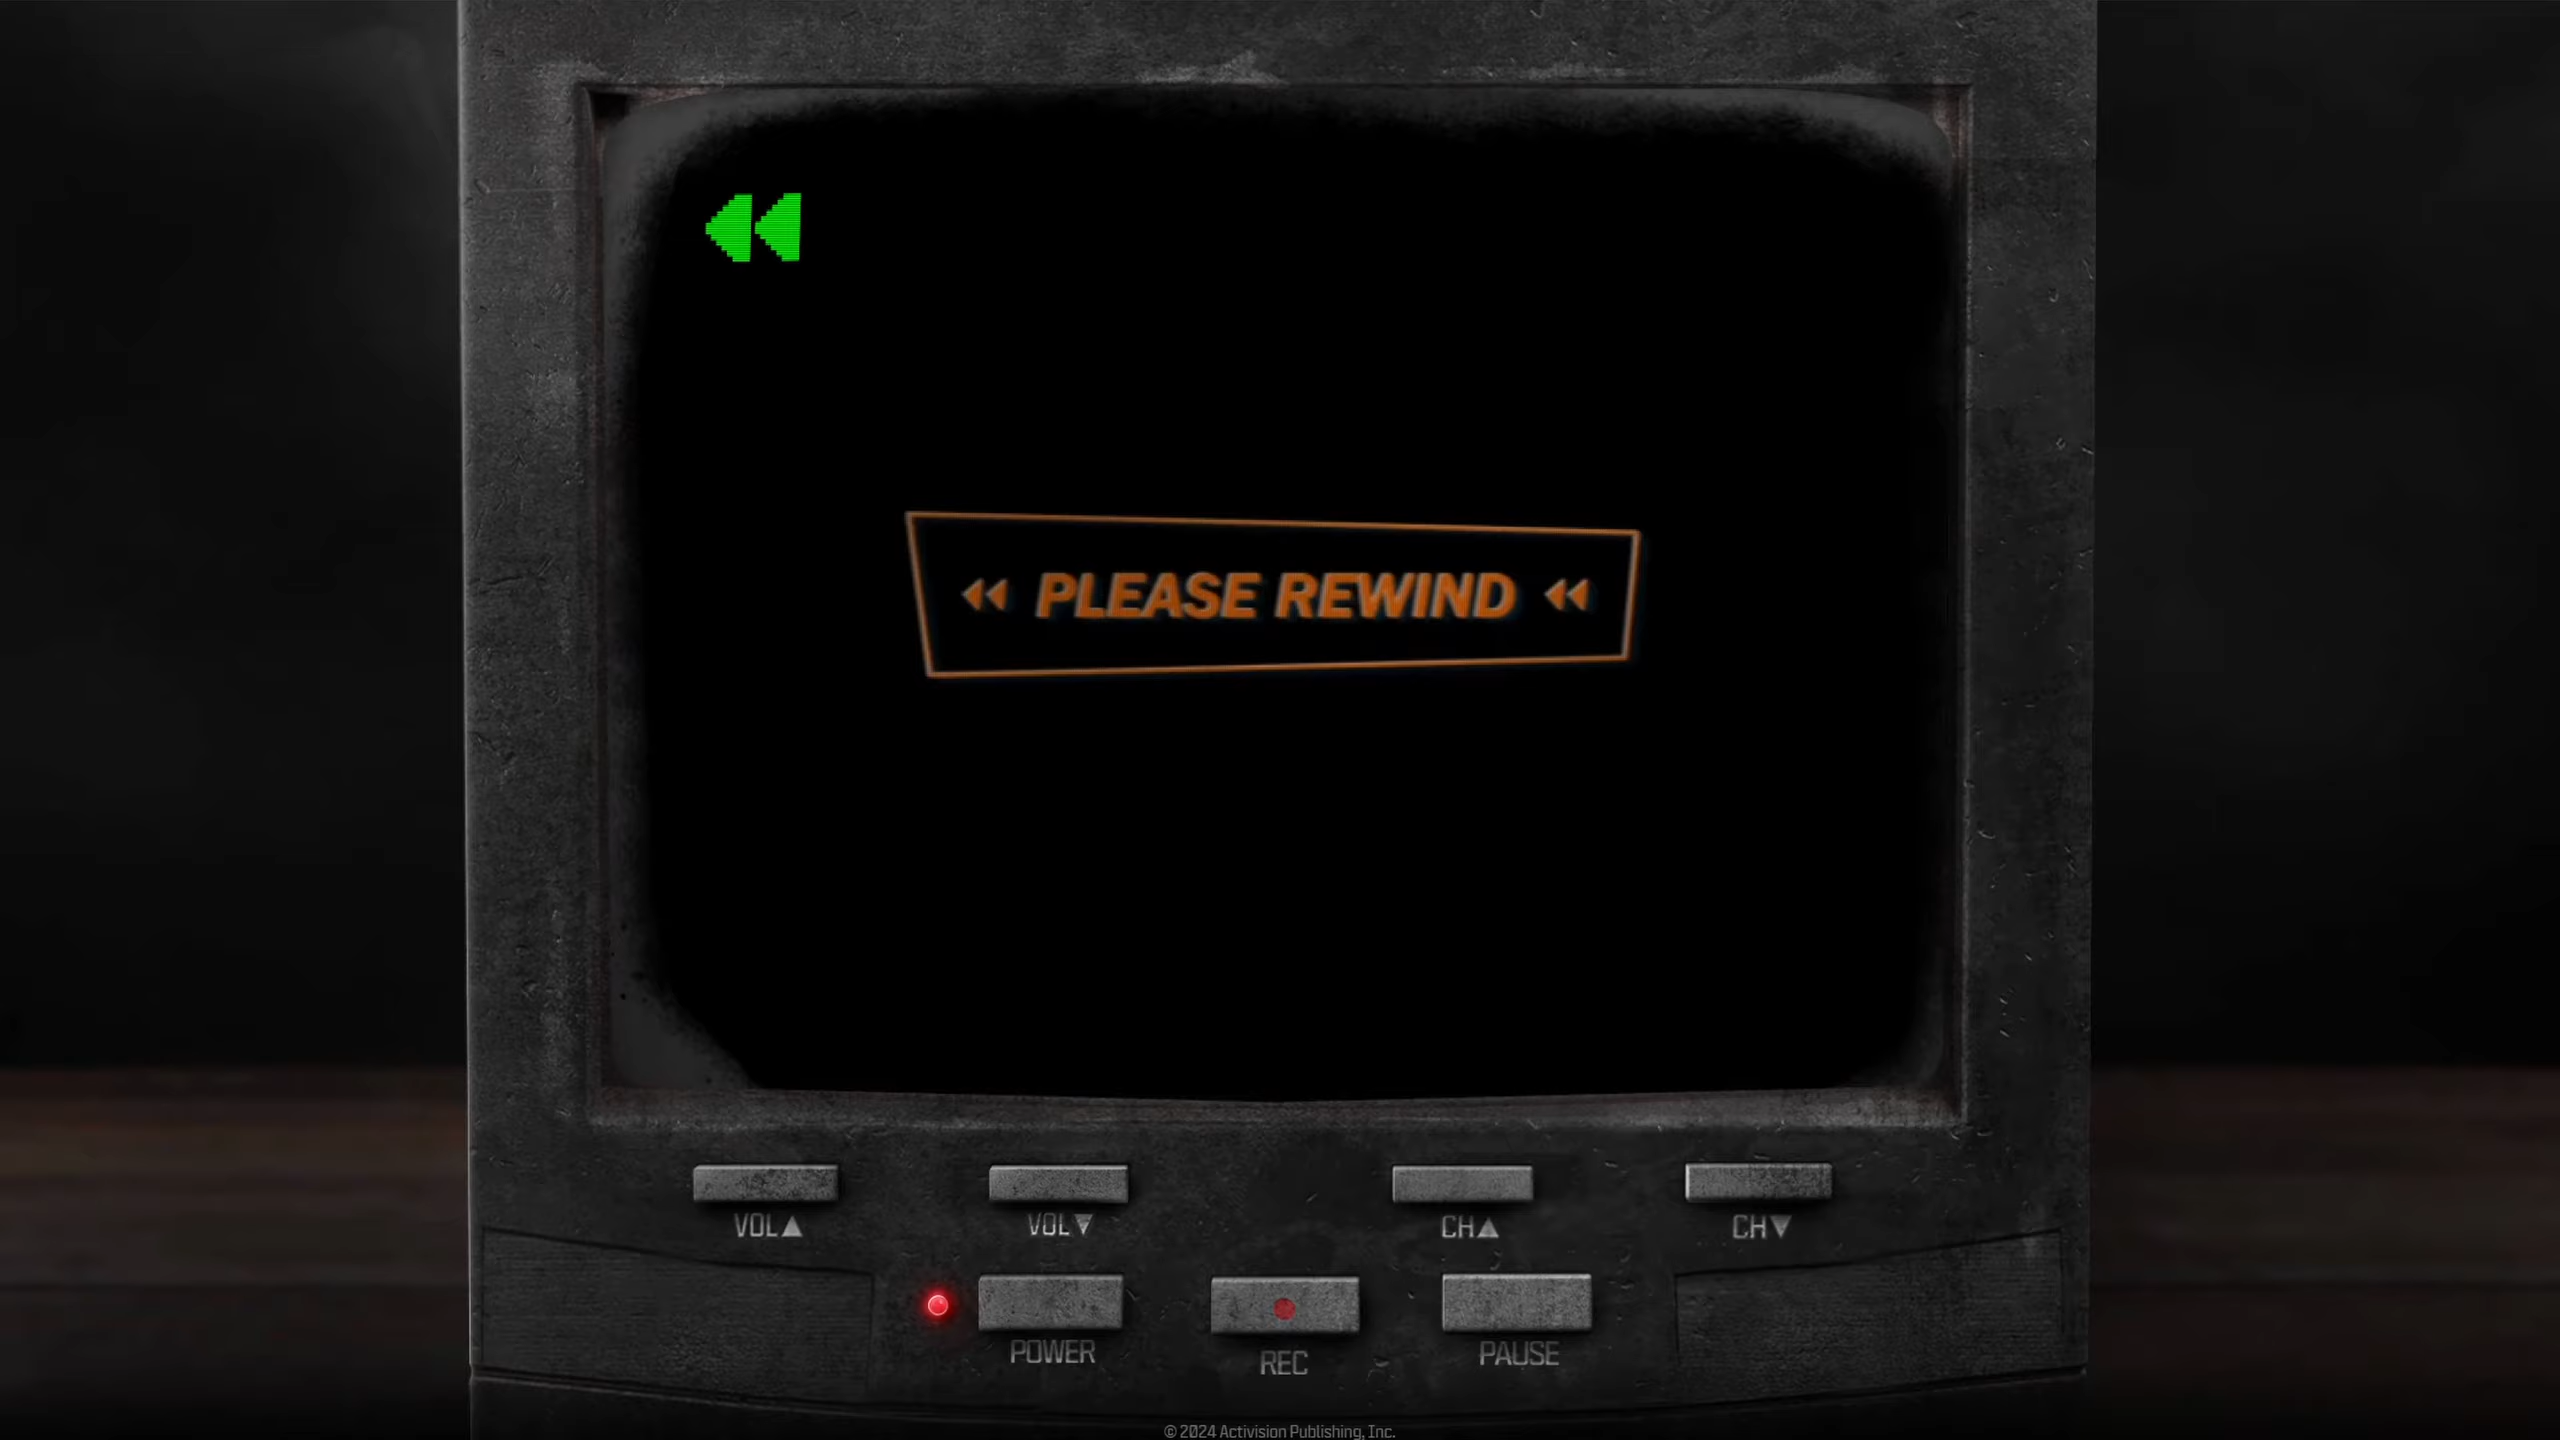 PLEASE REWIND
VOL▲ VOL▼ CH▲ CH▼
POWER REC PAUSE
© 2024 Activision Publishing, Inc.